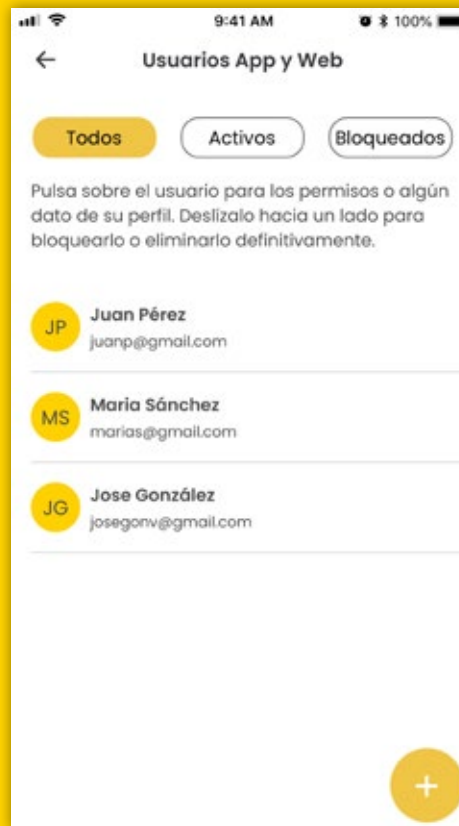 9:41 AM 100%
Usuarios App y Web
Todos Activos Bloqueados
Pulsa sobre el usuario para los permisos o algún
dato de su perfil. Deslízalo hacia un lado para
bloquearlo o eliminarlo definitivamente.
JP Juan Pérez
juanp@gmail.com
MS Maria Sánchez
marias@gmail.com
JG Jose González
josegonv@gmail.com
+